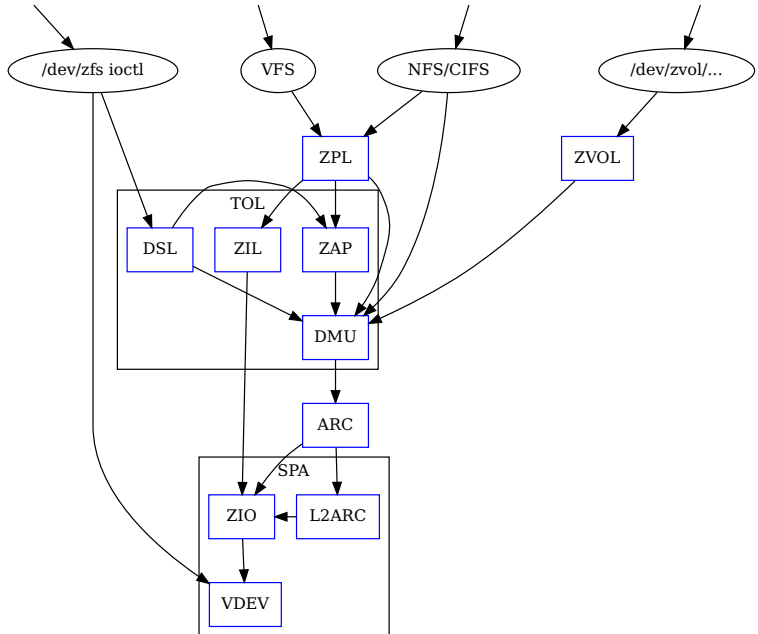 /dev/zfs ioctl
VFS
NFS/CIFS
/dev/zvol/...
ZPL
ZVOL
TOL
DSL
ZIL
ZAP
DMU
ARC
SPA
ZIO
L2ARC
VDEV